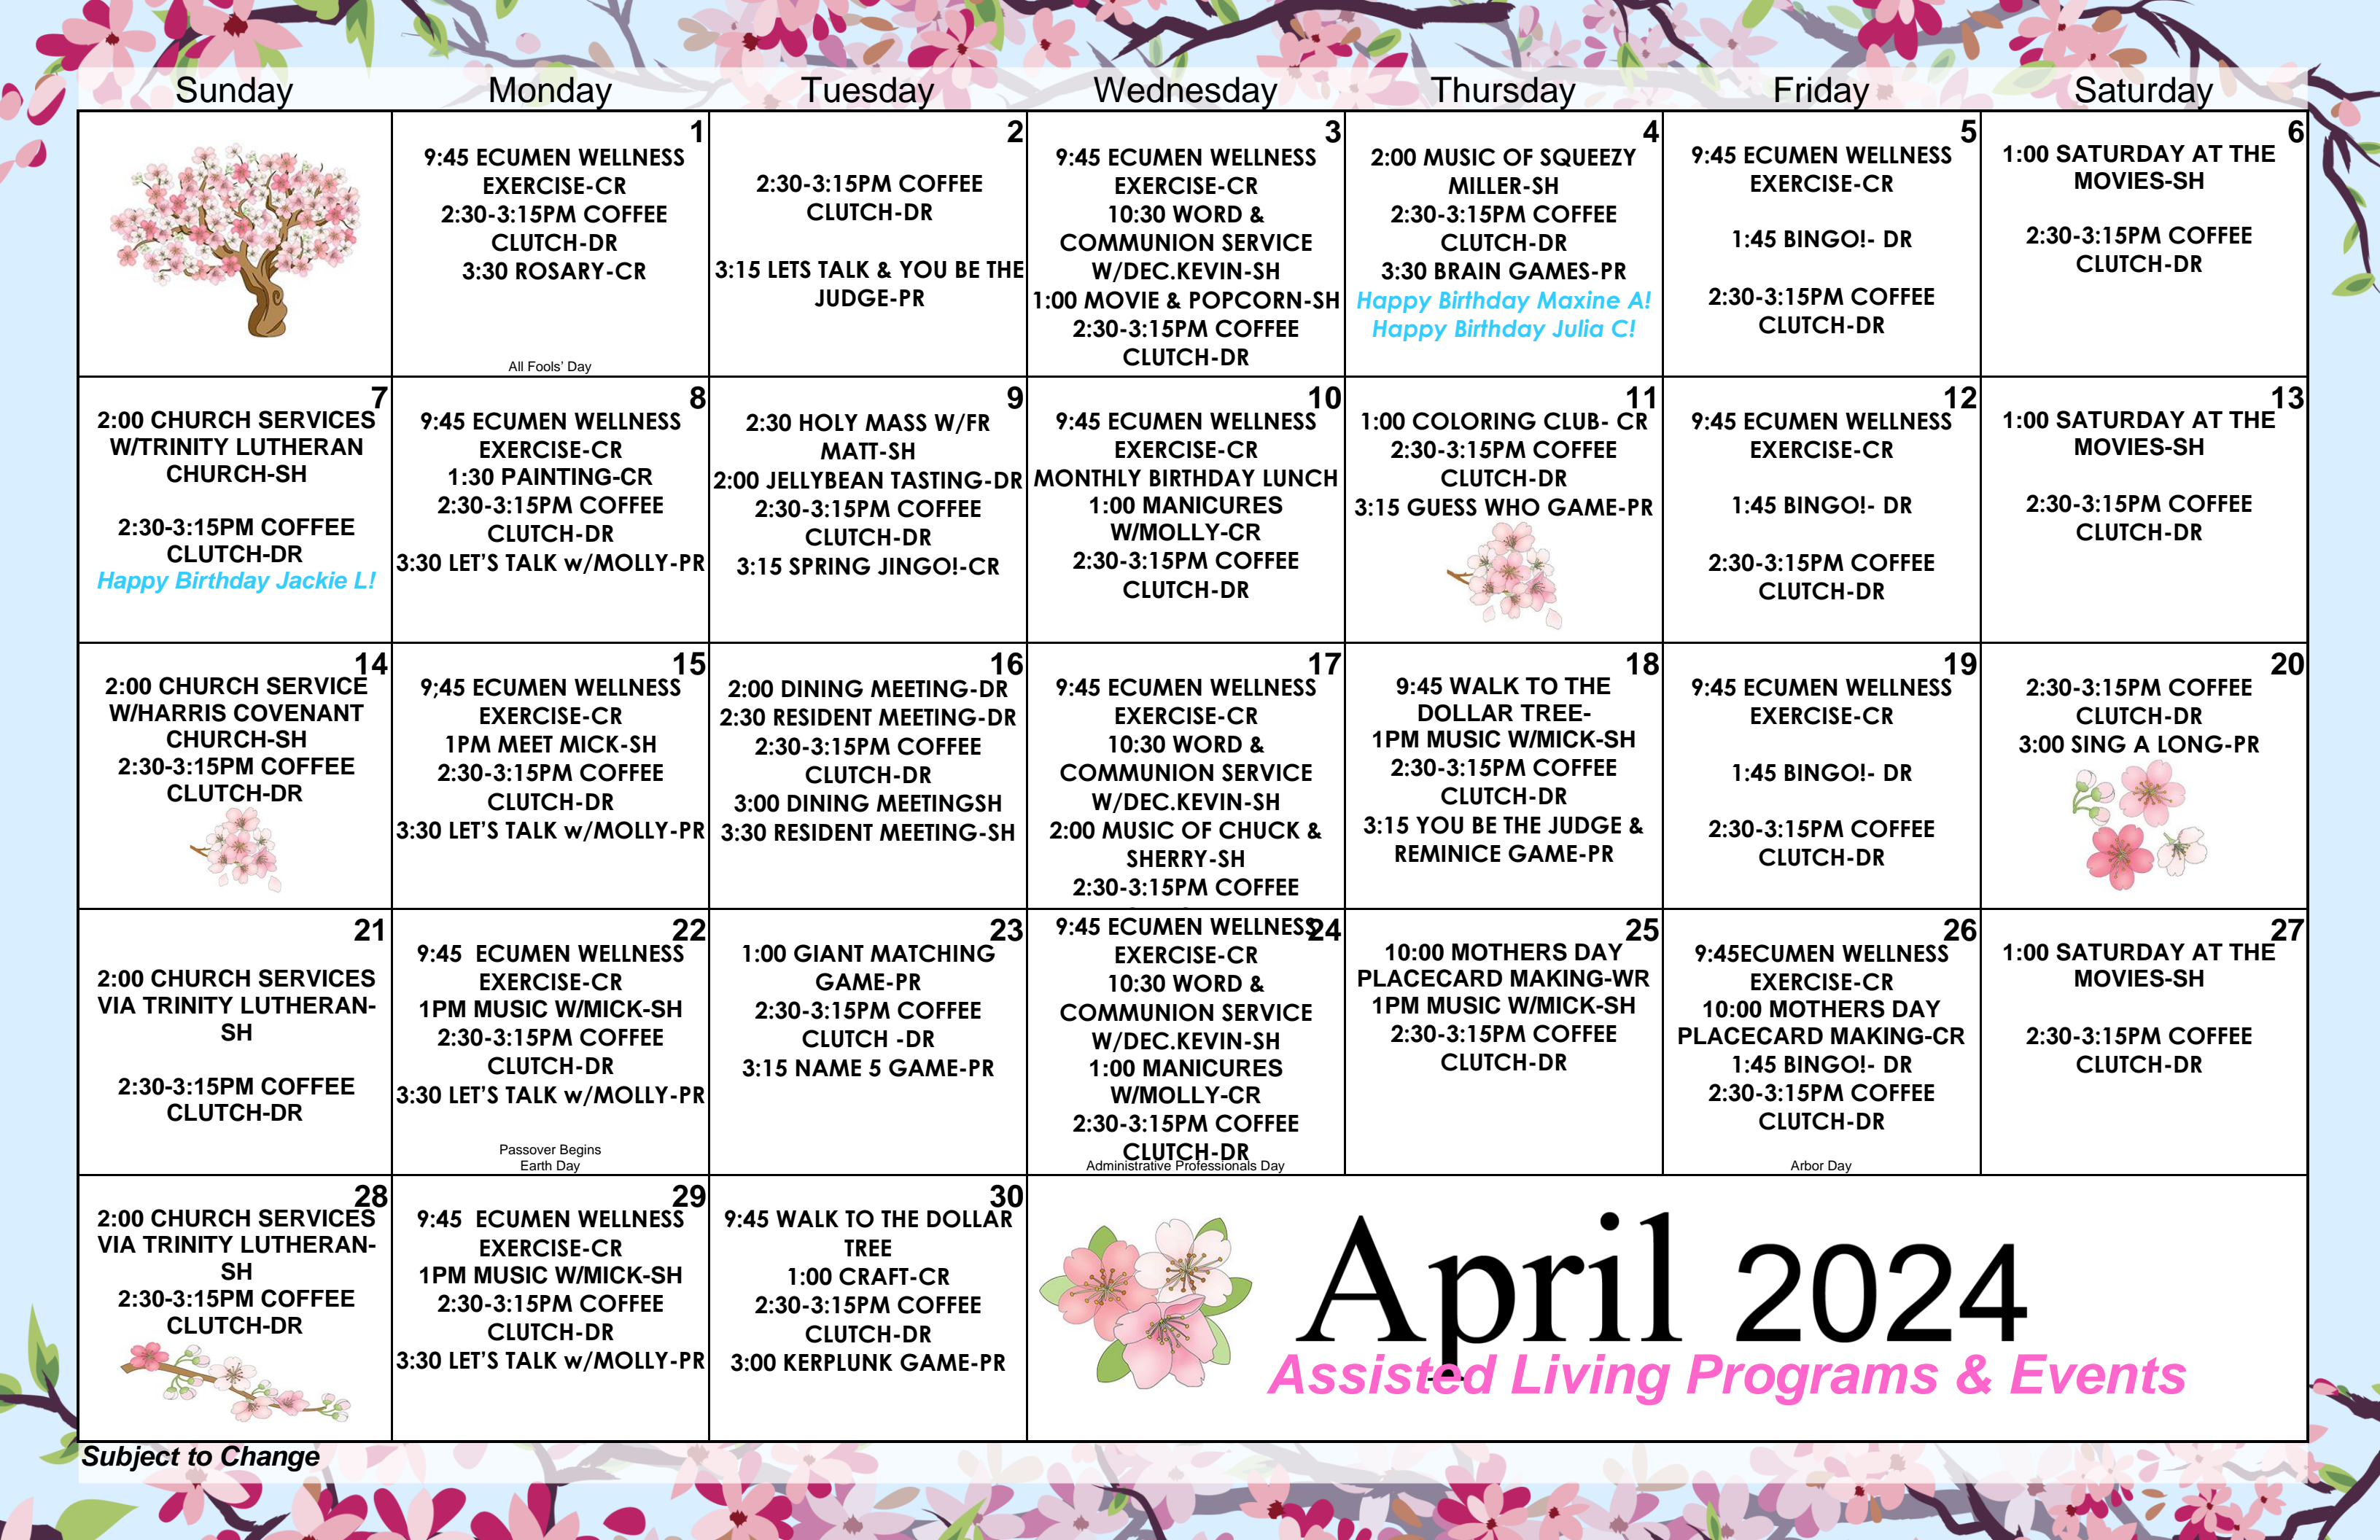 Sunday Monday Tuesday Wednesday Thursday Friday Saturday
1
9:45 ECUMEN WELLNESS
EXERCISE-CR
2:30-3:15PM COFFEE
CLUTCH-DR
3:30 ROSARY-CR
All Fools' Day
2
2:30-3:15PM COFFEE
CLUTCH-DR
3:15 LETS TALK & YOU BE THE
JUDGE-PR
3
9:45 ECUMEN WELLNESS
EXERCISE-CR
10:30 WORD &
COMMUNION SERVICE
W/DEC.KEVIN-SH
1:00 MOVIE & POPCORN-SH
2:30-3:15PM COFFEE
CLUTCH-DR
4
2:00 MUSIC OF SQUEEZY
MILLER-SH
2:30-3:15PM COFFEE
CLUTCH-DR
3:30 BRAIN GAMES-PR
Happy Birthday Maxine A!
Happy Birthday Julia C!
5
9:45 ECUMEN WELLNESS
EXERCISE-CR
1:45 BINGO!- DR
2:30-3:15PM COFFEE
CLUTCH-DR
6
1:00 SATURDAY AT THE
MOVIES-SH
2:30-3:15PM COFFEE
CLUTCH-DR
7
2:00 CHURCH SERVICES
W/TRINITY LUTHERAN
CHURCH-SH
2:30-3:15PM COFFEE
CLUTCH-DR
Happy Birthday Jackie L!
8
9:45 ECUMEN WELLNESS
EXERCISE-CR
1:30 PAINTING-CR
2:30-3:15PM COFFEE
CLUTCH-DR
3:30 LET'S TALK w/MOLLY-PR
9
2:30 HOLY MASS W/FR
MATT-SH
2:00 JELLYBEAN TASTING-DR
2:30-3:15PM COFFEE
CLUTCH-DR
3:15 SPRING JINGO!-CR
10
9:45 ECUMEN WELLNESS
EXERCISE-CR
MONTHLY BIRTHDAY LUNCH
1:00 MANICURES
W/MOLLY-CR
2:30-3:15PM COFFEE
CLUTCH-DR
11
1:00 COLORING CLUB- CR
2:30-3:15PM COFFEE
CLUTCH-DR
3:15 GUESS WHO GAME-PR
12
9:45 ECUMEN WELLNESS
EXERCISE-CR
1:45 BINGO!- DR
2:30-3:15PM COFFEE
CLUTCH-DR
13
1:00 SATURDAY AT THE
MOVIES-SH
2:30-3:15PM COFFEE
CLUTCH-DR
14
2:00 CHURCH SERVICE
W/HARRIS COVENANT
CHURCH-SH
2:30-3:15PM COFFEE
CLUTCH-DR
15
9;45 ECUMEN WELLNESS
EXERCISE-CR
1PM MEET MICK-SH
2:30-3:15PM COFFEE
CLUTCH-DR
3:30 LET'S TALK w/MOLLY-PR
16
2:00 DINING MEETING-DR
2:30 RESIDENT MEETING-DR
2:30-3:15PM COFFEE
CLUTCH-DR
3:00 DINING MEETINGSH
3:30 RESIDENT MEETING-SH
17
9:45 ECUMEN WELLNESS
EXERCISE-CR
10:30 WORD &
COMMUNION SERVICE
W/DEC.KEVIN-SH
2:00 MUSIC OF CHUCK &
SHERRY-SH
2:30-3:15PM COFFEE
18
9:45 WALK TO THE
DOLLAR TREE-
1PM MUSIC W/MICK-SH
2:30-3:15PM COFFEE
CLUTCH-DR
3:15 YOU BE THE JUDGE &
REMINICE GAME-PR
19
9:45 ECUMEN WELLNESS
EXERCISE-CR
1:45 BINGO!- DR
2:30-3:15PM COFFEE
CLUTCH-DR
20
2:30-3:15PM COFFEE
CLUTCH-DR
3:00 SING A LONG-PR
21
2:00 CHURCH SERVICES
VIA TRINITY LUTHERAN-
SH
2:30-3:15PM COFFEE
CLUTCH-DR
22
9:45 ECUMEN WELLNESS
EXERCISE-CR
1PM MUSIC W/MICK-SH
2:30-3:15PM COFFEE
CLUTCH-DR
3:30 LET'S TALK w/MOLLY-PR
Passover Begins
Earth Day
23
1:00 GIANT MATCHING
GAME-PR
2:30-3:15PM COFFEE
CLUTCH -DR
3:15 NAME 5 GAME-PR
24
9:45 ECUMEN WELLNESS
EXERCISE-CR
10:30 WORD &
COMMUNION SERVICE
W/DEC.KEVIN-SH
1:00 MANICURES
W/MOLLY-CR
2:30-3:15PM COFFEE
CLUTCH-DR
Administrative Professionals Day
25
10:00 MOTHERS DAY
PLACECARD MAKING-WR
1PM MUSIC W/MICK-SH
2:30-3:15PM COFFEE
CLUTCH-DR
26
9:45ECUMEN WELLNESS
EXERCISE-CR
10:00 MOTHERS DAY
PLACECARD MAKING-CR
1:45 BINGO!- DR
2:30-3:15PM COFFEE
CLUTCH-DR
Arbor Day
27
1:00 SATURDAY AT THE
MOVIES-SH
2:30-3:15PM COFFEE
CLUTCH-DR
28
2:00 CHURCH SERVICES
VIA TRINITY LUTHERAN-
SH
2:30-3:15PM COFFEE
CLUTCH-DR
29
9:45 ECUMEN WELLNESS
EXERCISE-CR
1PM MUSIC W/MICK-SH
2:30-3:15PM COFFEE
CLUTCH-DR
3:30 LET'S TALK w/MOLLY-PR
30
9:45 WALK TO THE DOLLAR
TREE
1:00 CRAFT-CR
2:30-3:15PM COFFEE
CLUTCH-DR
3:00 KERPLUNK GAME-PR
April 2024
Assisted Living Programs & Events
Subject to Change